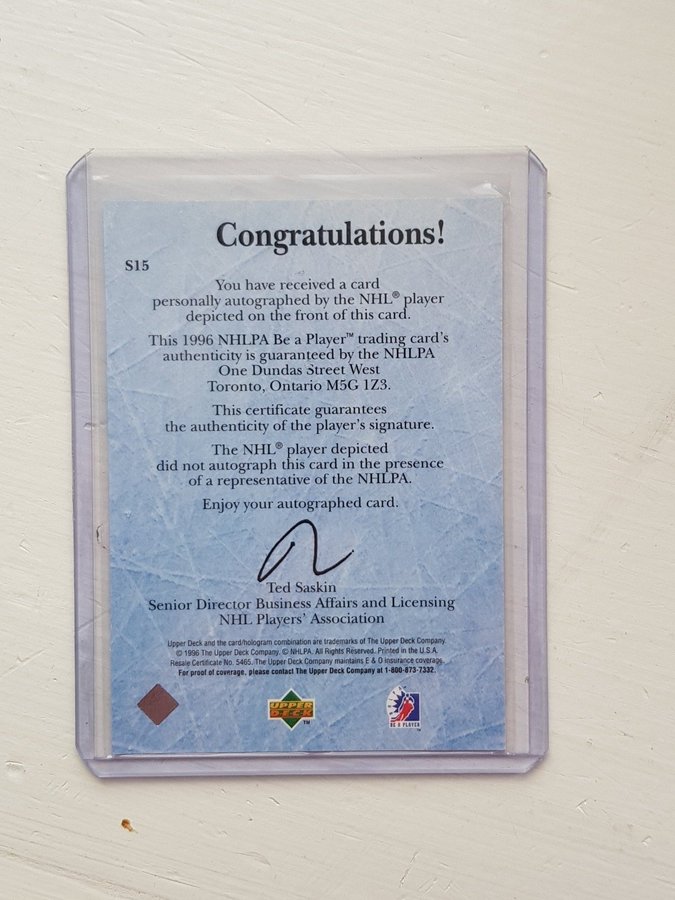 Congratulations!
S15
You have received a card
personally autographed by the NHL® player
depicted on the front of this card.
This 1996 NHLPA Be a Player™ trading card's
authenticity is guaranteed by the NHLPA
One Dundas Street West
Toronto, Ontario M5G 1Z3.
This certificate guarantees
the authenticity of the player's signature.
The NHL® player depicted
did not autograph this card in the presence
of a representative of the NHLPA.
Enjoy your autographed card.
Ted Saskin
Senior Director Business Affairs and Licensing
NHL Players' Association
Upper Deck and the card/hologram combination are trademarks of The Upper Deck Company.
© 1996 The Upper Deck Company. © NHLPA. All Rights Reserved. Printed in the U.S.A.
Resale Certificate No. 5465. The Upper Deck Company maintains E & O insurance coverage.
For proof of coverage, please contact The Upper Deck Company at 1-800-873-7332.
UPPER
DECK
™
BE A PLAYER
™